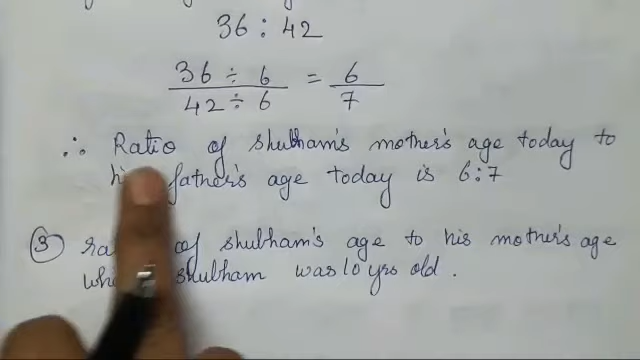 36 : 42
36 ÷ 6 / 42 ÷ 6 = 6 / 7
∴ Ratio of shubham's mother's age today to
father's age today is 6:7
③ of shubham's age to his mother's age
shubham was 10 yrs old.